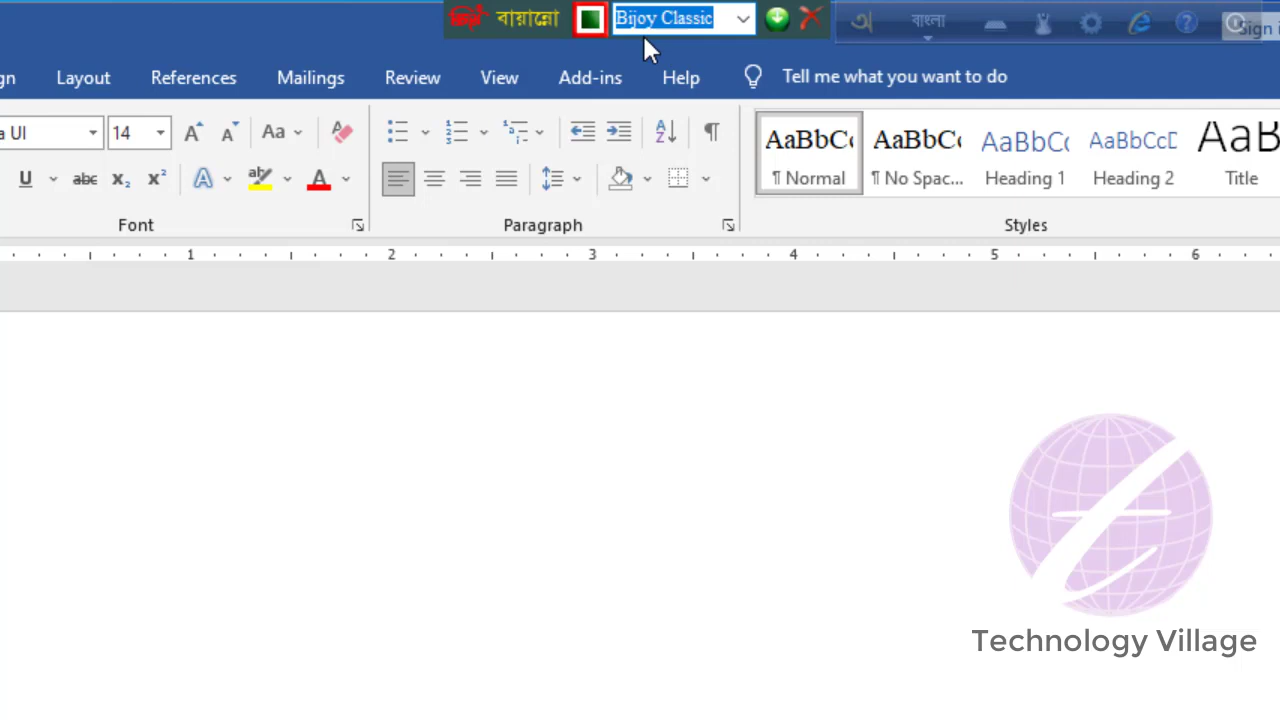 বিজয় বায়ান্নো Bijoy Classic অ বাংলা Sign i
gn Layout References Mailings Review View Add-ins Help Tell me what you want to do
a UI 14 A A Aa A
U abc X₂ X² A ab A
AaBbCc AaBbCc AaBbCc AaBbCcD AaB
¶ Normal ¶ No Spac... Heading 1 Heading 2 Title
Font Paragraph Styles
1 2 3 4 5 6
Technology Village